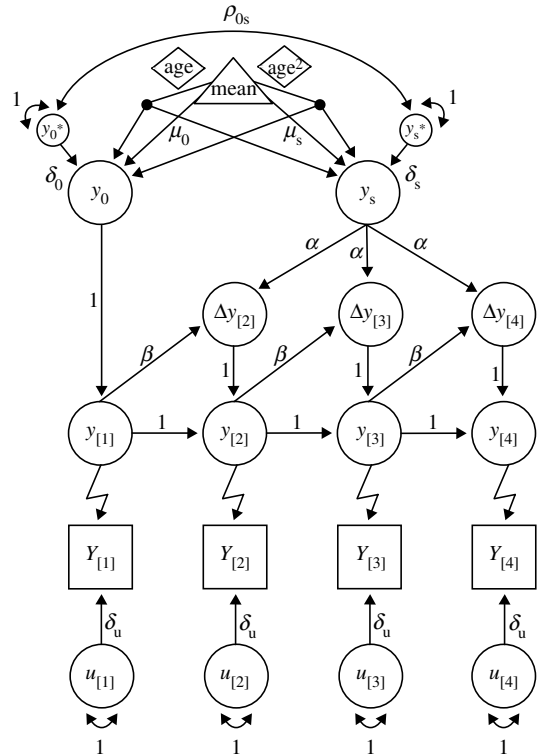 ρ0s
age age2
mean
1 1
y0* ys*
μ0 μs
δ0 δs
y0 ys
α α α
1
Δy[2] Δy[3] Δy[4]
β β β
1 1 1
y[1] 1 y[2] 1 y[3] 1 y[4]
Y[1] Y[2] Y[3] Y[4]
δu δu δu δu
u[1] u[2] u[3] u[4]
1 1 1 1